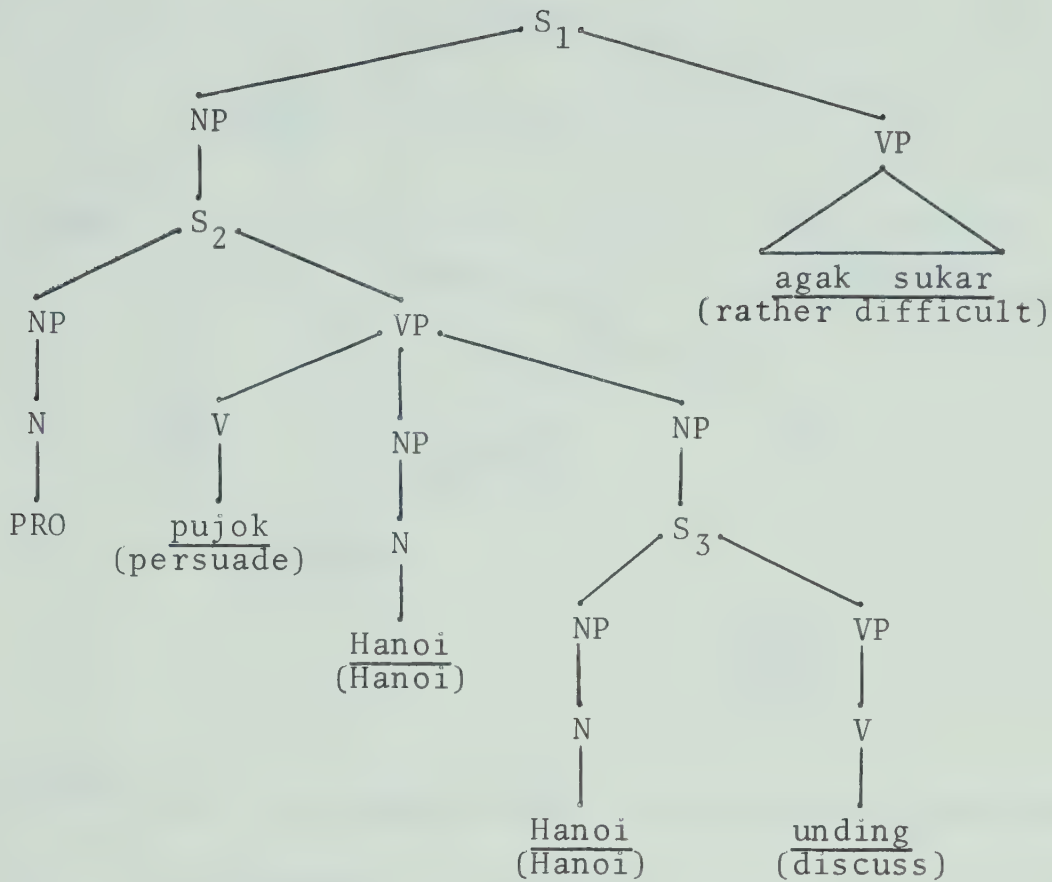 S1
NP VP
S2
agak sukar
(rather difficult)
NP VP
N V NP NP
PRO pujok N S3
(persuade)
Hanoi NP VP
(Hanoi)
N V
Hanoi unding
(Hanoi) (discuss)